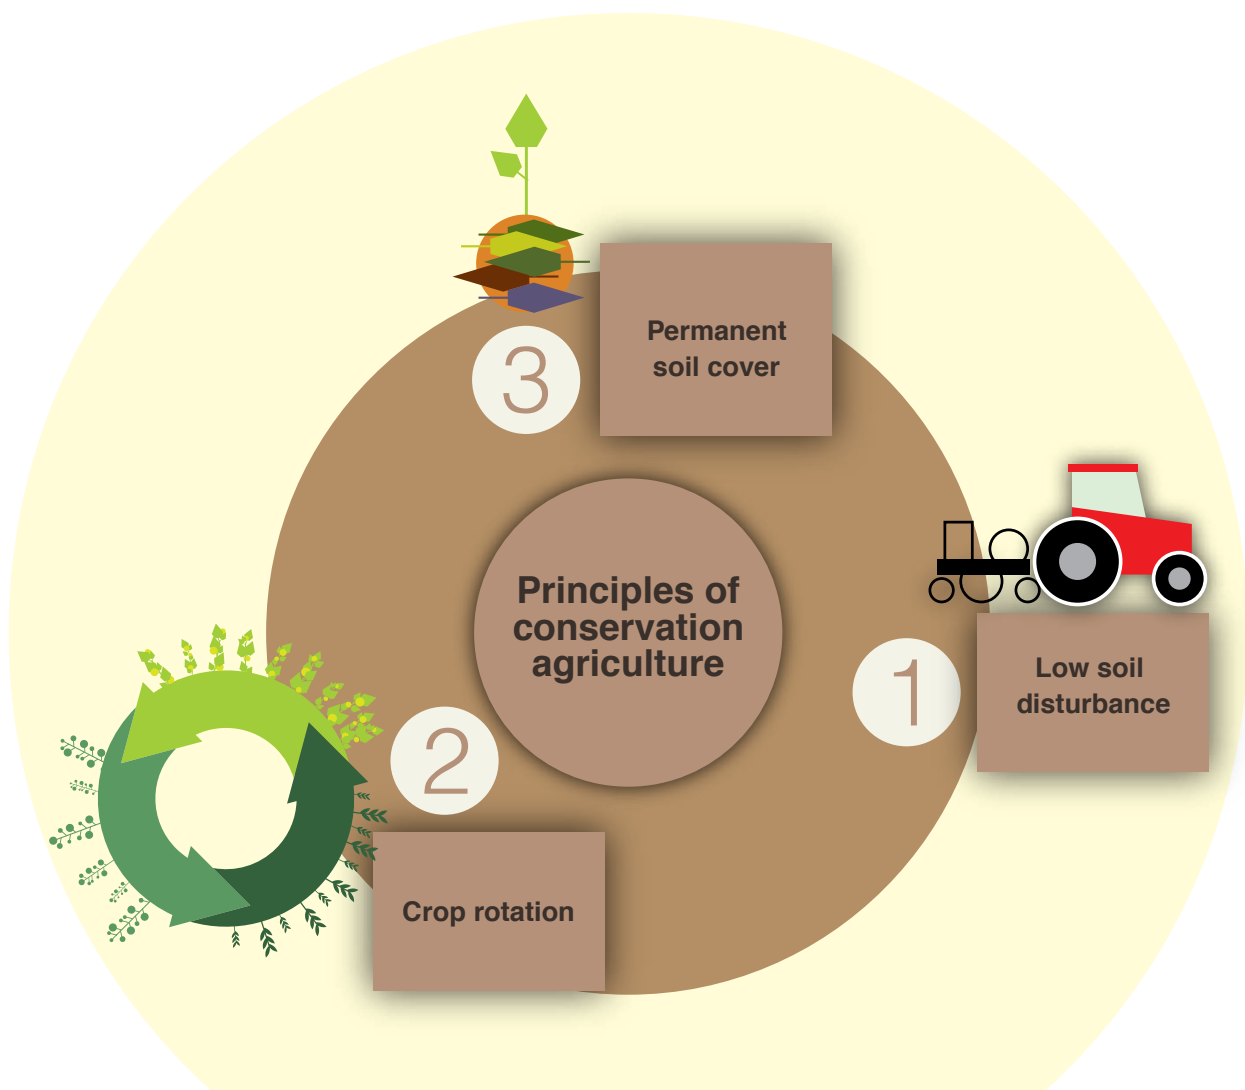 3
Permanent
soil cover
Principles of
conservation
agriculture
1
Low soil
disturbance
2
Crop rotation